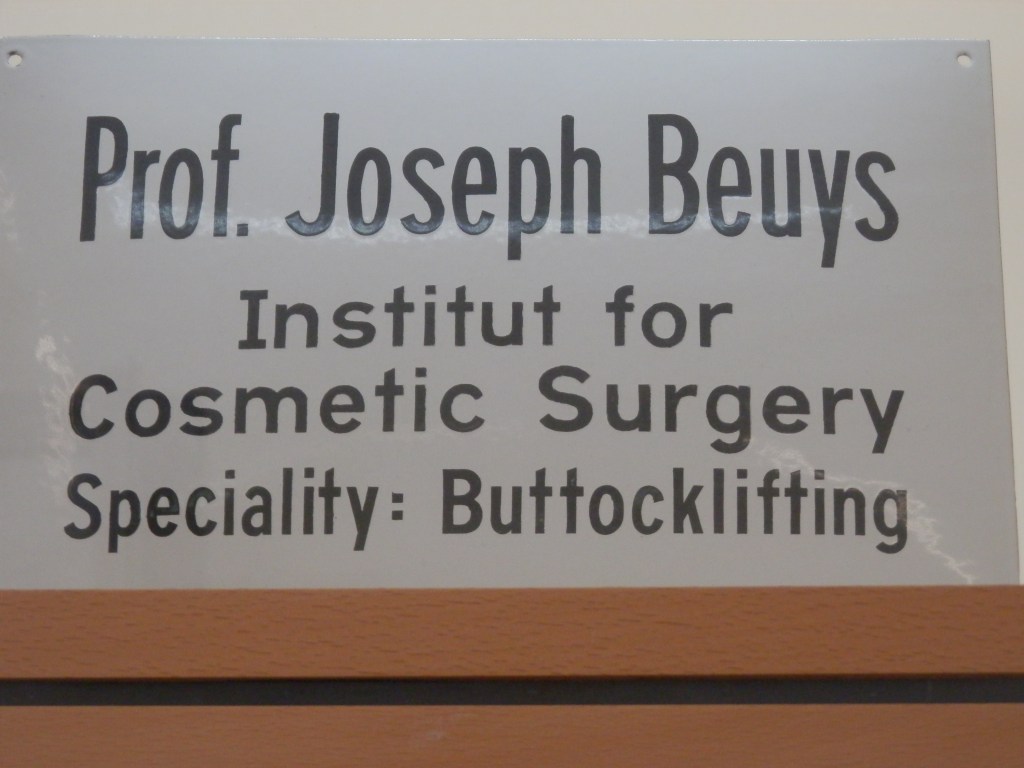 Prof. Joseph Beuys
Institut for
Cosmetic Surgery
Speciality: Buttocklifting